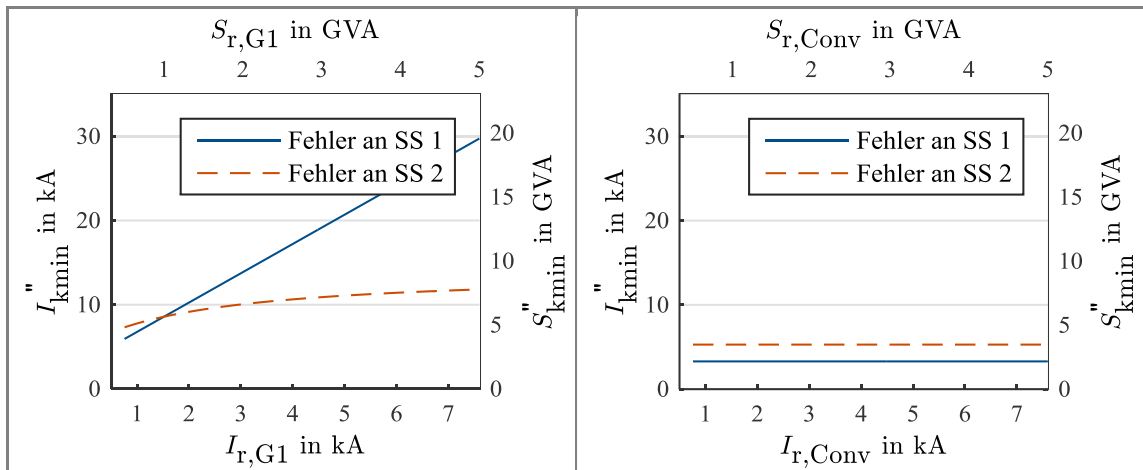 S_r,G1 in GVA
1 2 3 4 5
30
20
10
0
I''_kmin in kA
Fehler an SS 1
Fehler an SS 2
20
15
10
5
0
S''_kmin in GVA
1 2 3 4 5 6 7
I_r,G1 in kA
S_r,Conv in GVA
1 2 3 4 5
30
20
10
0
I''_kmin in kA
Fehler an SS 1
Fehler an SS 2
20
15
10
5
0
S''_kmin in GVA
1 2 3 4 5 6 7
I_r,Conv in kA